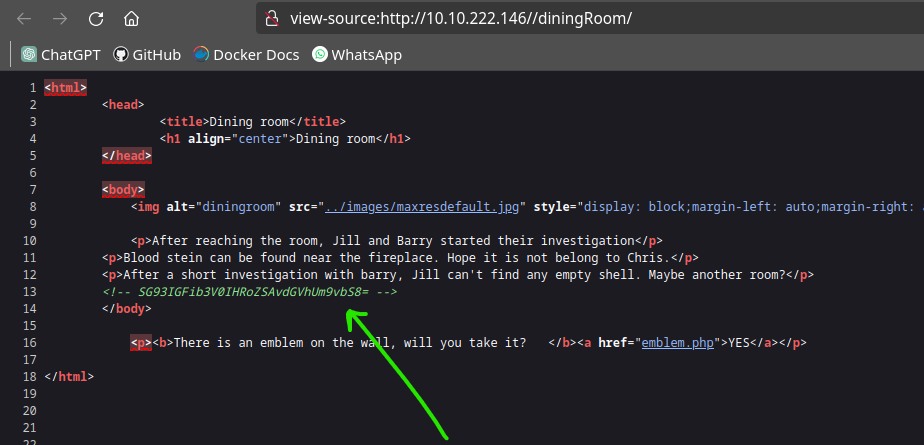 view-source:http://10.10.222.146//diningRoom/
ChatGPT GitHub Docker Docs WhatsApp
1 <html>
2 <head>
3 <title>Dining room</title>
4 <h1 align="center">Dining room</h1>
5 </head>
6
7 <body>
8 <img alt="diningroom" src="../images/maxresdefault.jpg" style="display: block;margin-left: auto;margin-right:
9
10 <p>After reaching the room, Jill and Barry started their investigation</p>
11 <p>Blood stein can be found near the fireplace. Hope it is not belong to Chris.</p>
12 <p>After a short investigation with barry, Jill can't find any empty shell. Maybe another room?</p>
13 <!-- SG93IGFib3V0IHRoZSAvdGVhUm9vbS8= -->
14 </body>
15
16 <p><b>There is an emblem on the wall, will you take it? </b><a href="emblem.php">YES</a></p>
17
18 </html>
19
20
21
22